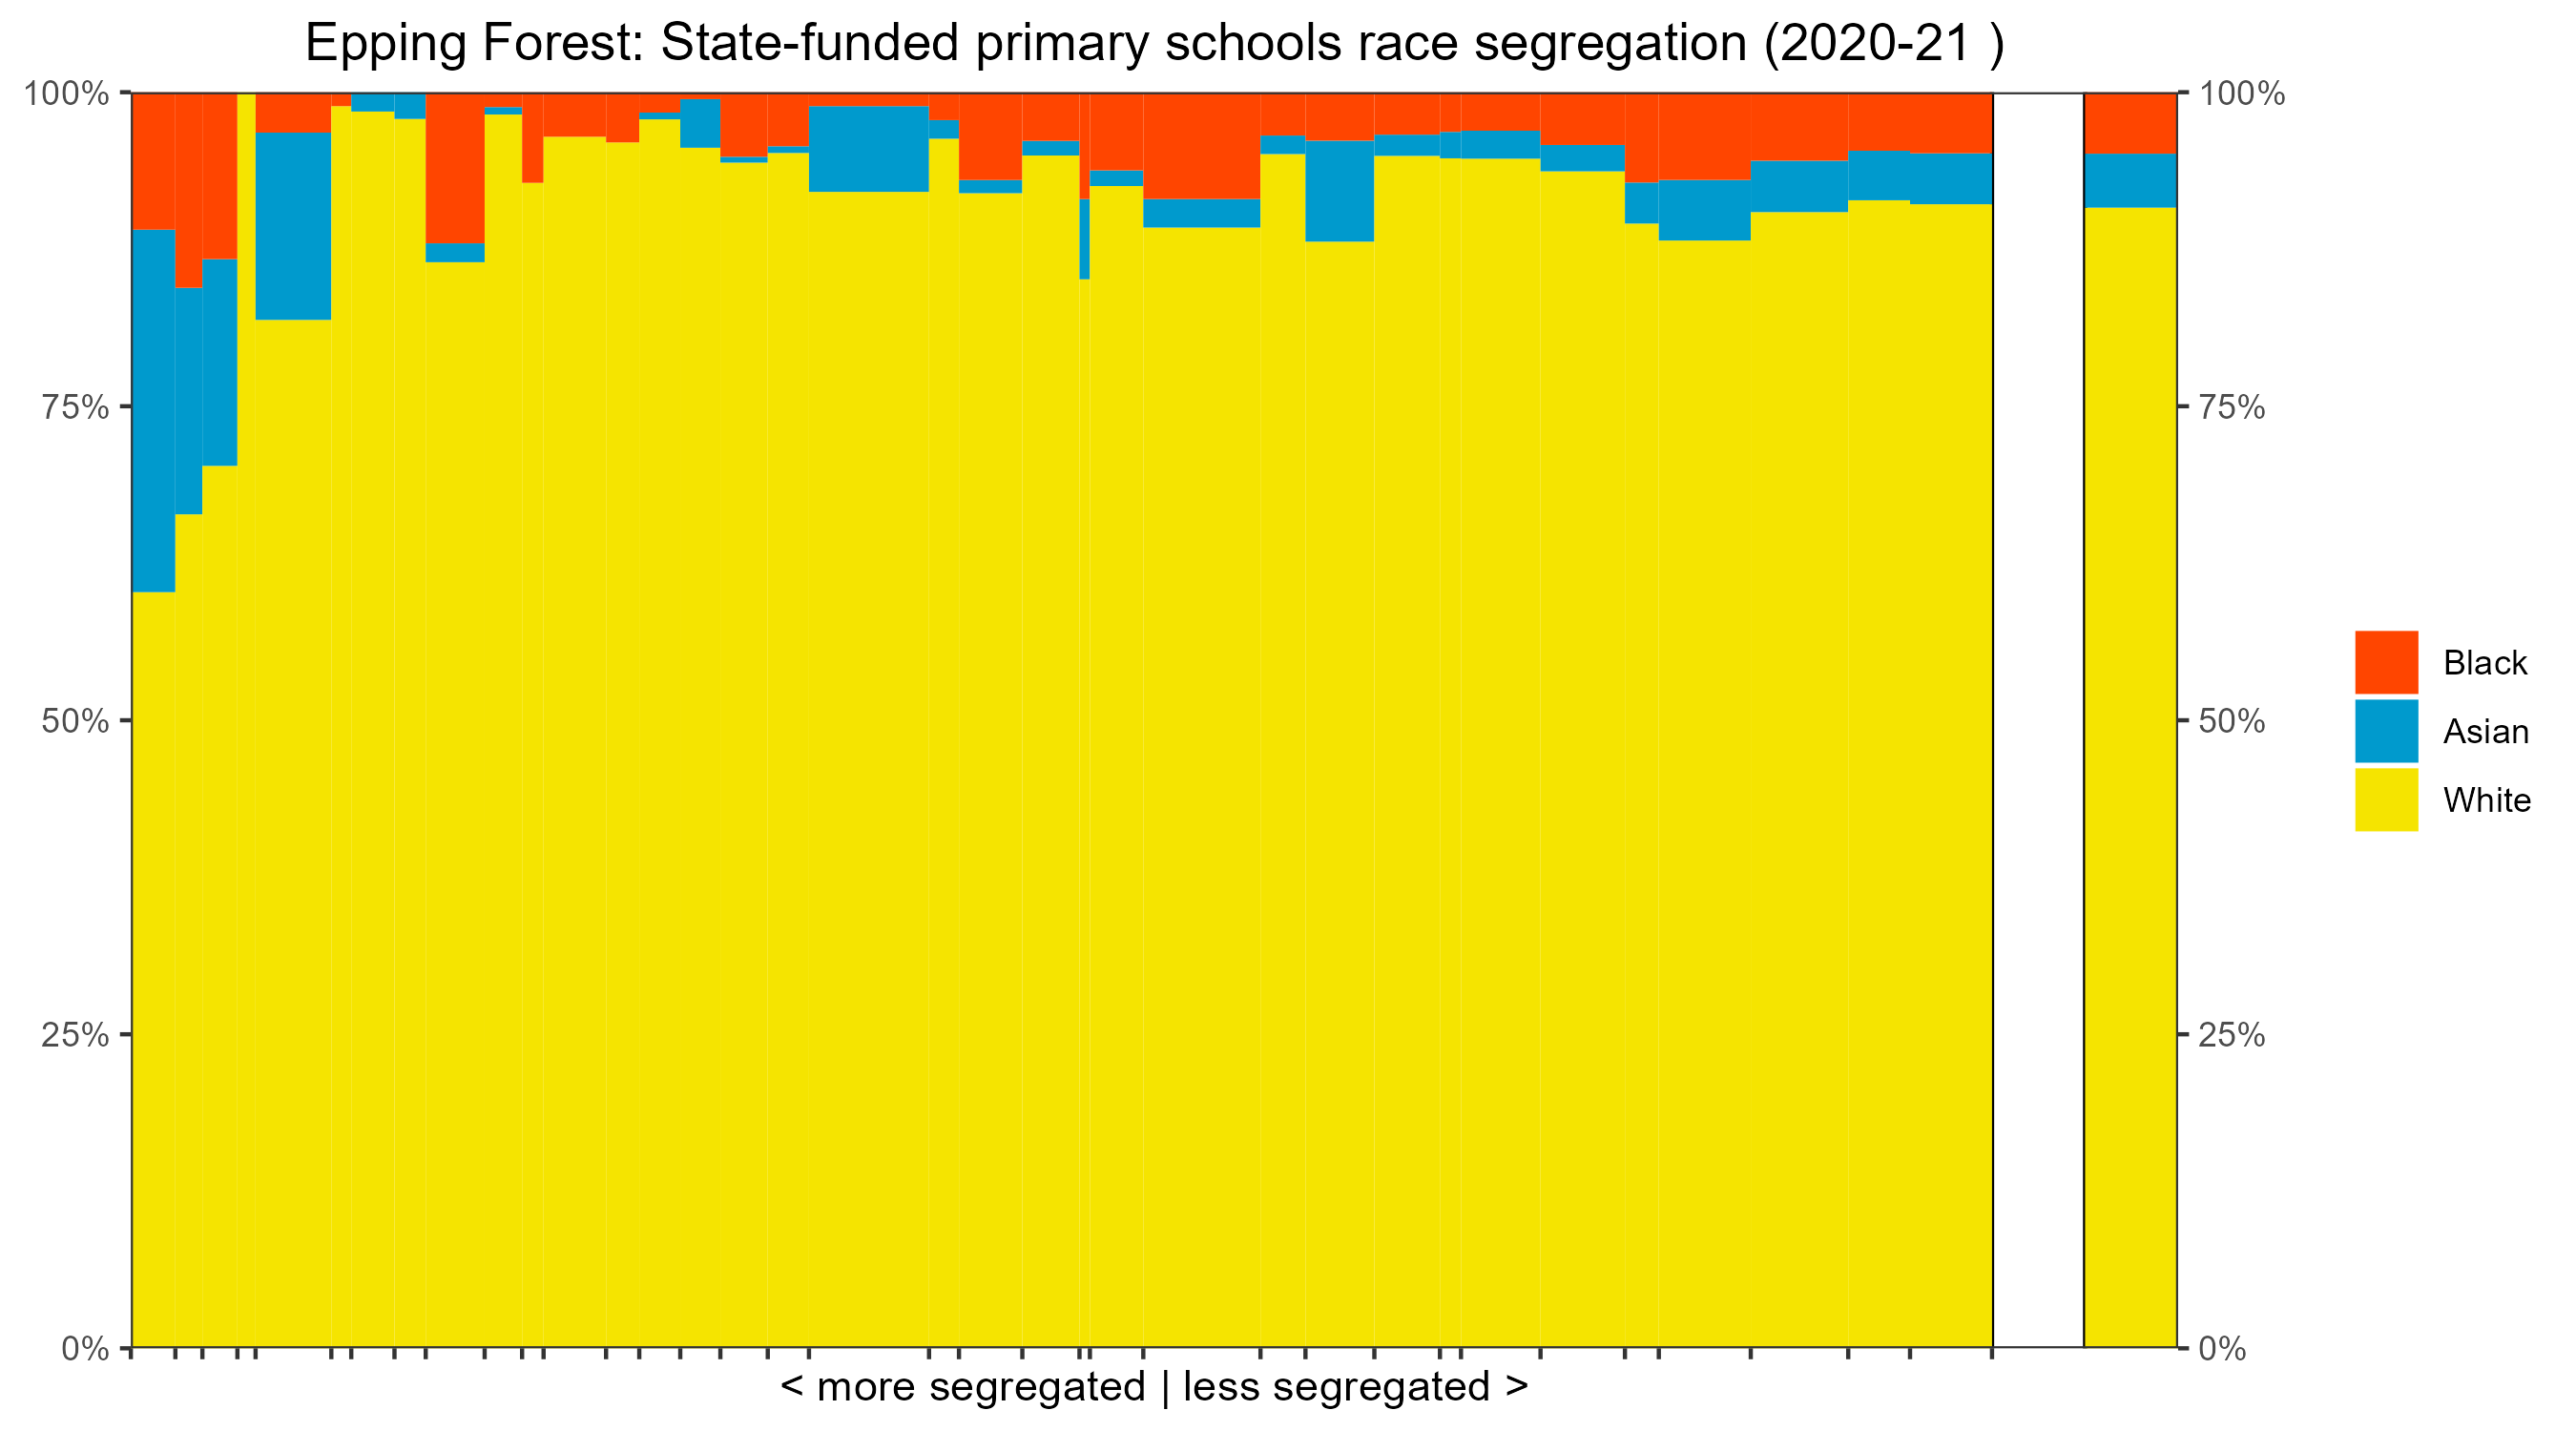 Epping Forest: State-funded primary schools race segregation (2020-21 )
100%
75%
50%
25%
0%
100%
75%
50%
25%
0%
Black
Asian
White
< more segregated | less segregated >